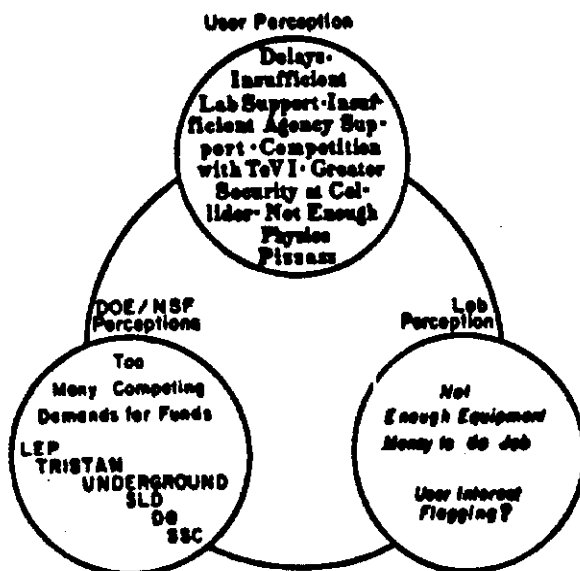 User Perception
Delays·
Insufficient
Lab Support·Insuf-
ficient Agency Sup-
port·Competition
with TeV I·Greater
Security at Col-
lider·Not Enough
Physics
Pizzazz
DOE/NSF
Perceptions
Too
Many Competing
Demands for Funds
LEP
TRISTAN
UNDERGROUND
SLD
DO
SSC
Lab
Perception
Not
Enough Equipment
Money to do Job
User Interest
Flagging?